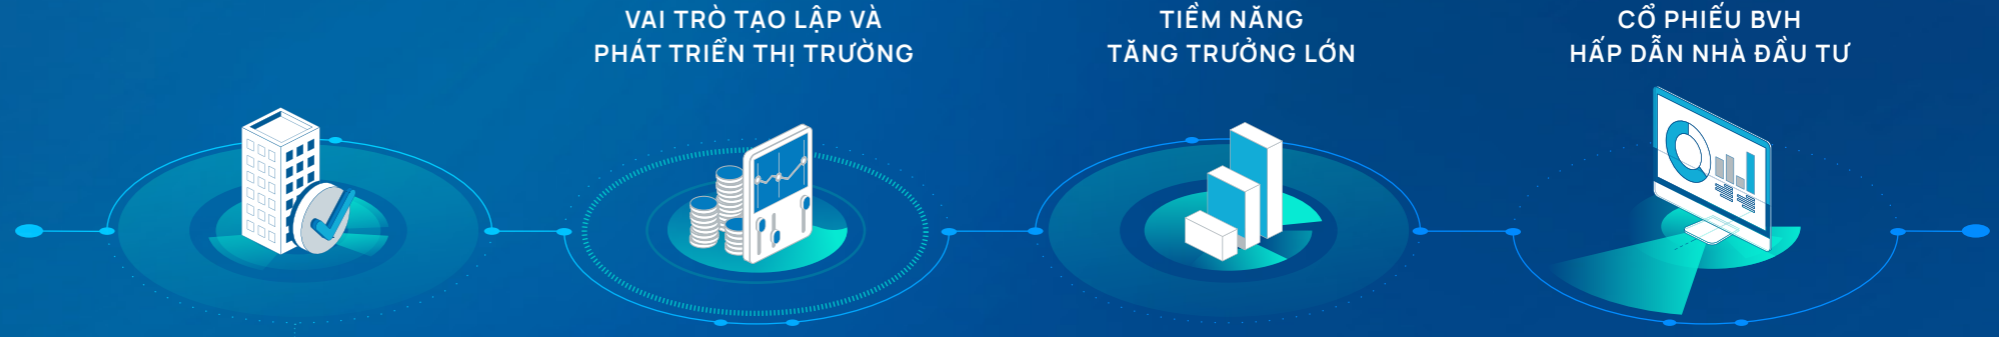 VAI TRÒ TẠO LẬP VÀ
PHÁT TRIỂN THỊ TRƯỜNG
TIỀM NĂNG
TĂNG TRƯỞNG LỚN
CỔ PHIẾU BVH
HẤP DẪN NHÀ ĐẦU TƯ